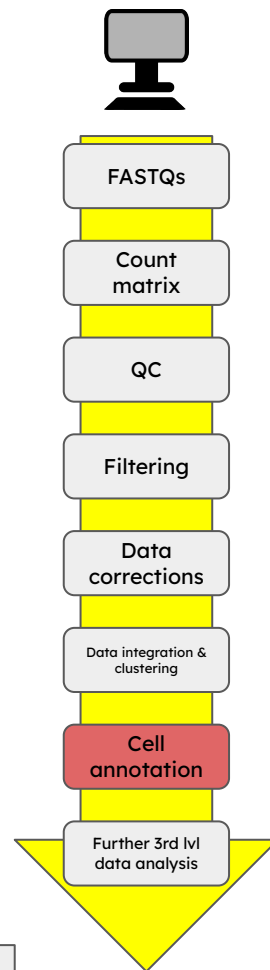 FASTQs
Count
matrix
QC
Filtering
Data
corrections
Data integration &
clustering
Cell
annotation
Further 3rd lvl
data analysis